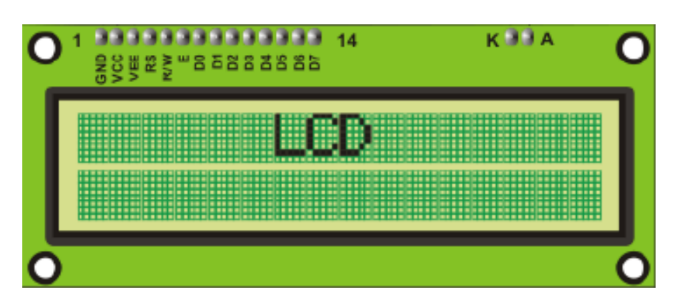 1 14 K A
GND VCC VEE RS R/W E D0 D1 D2 D3 D4 D5 D6 D7
LCD